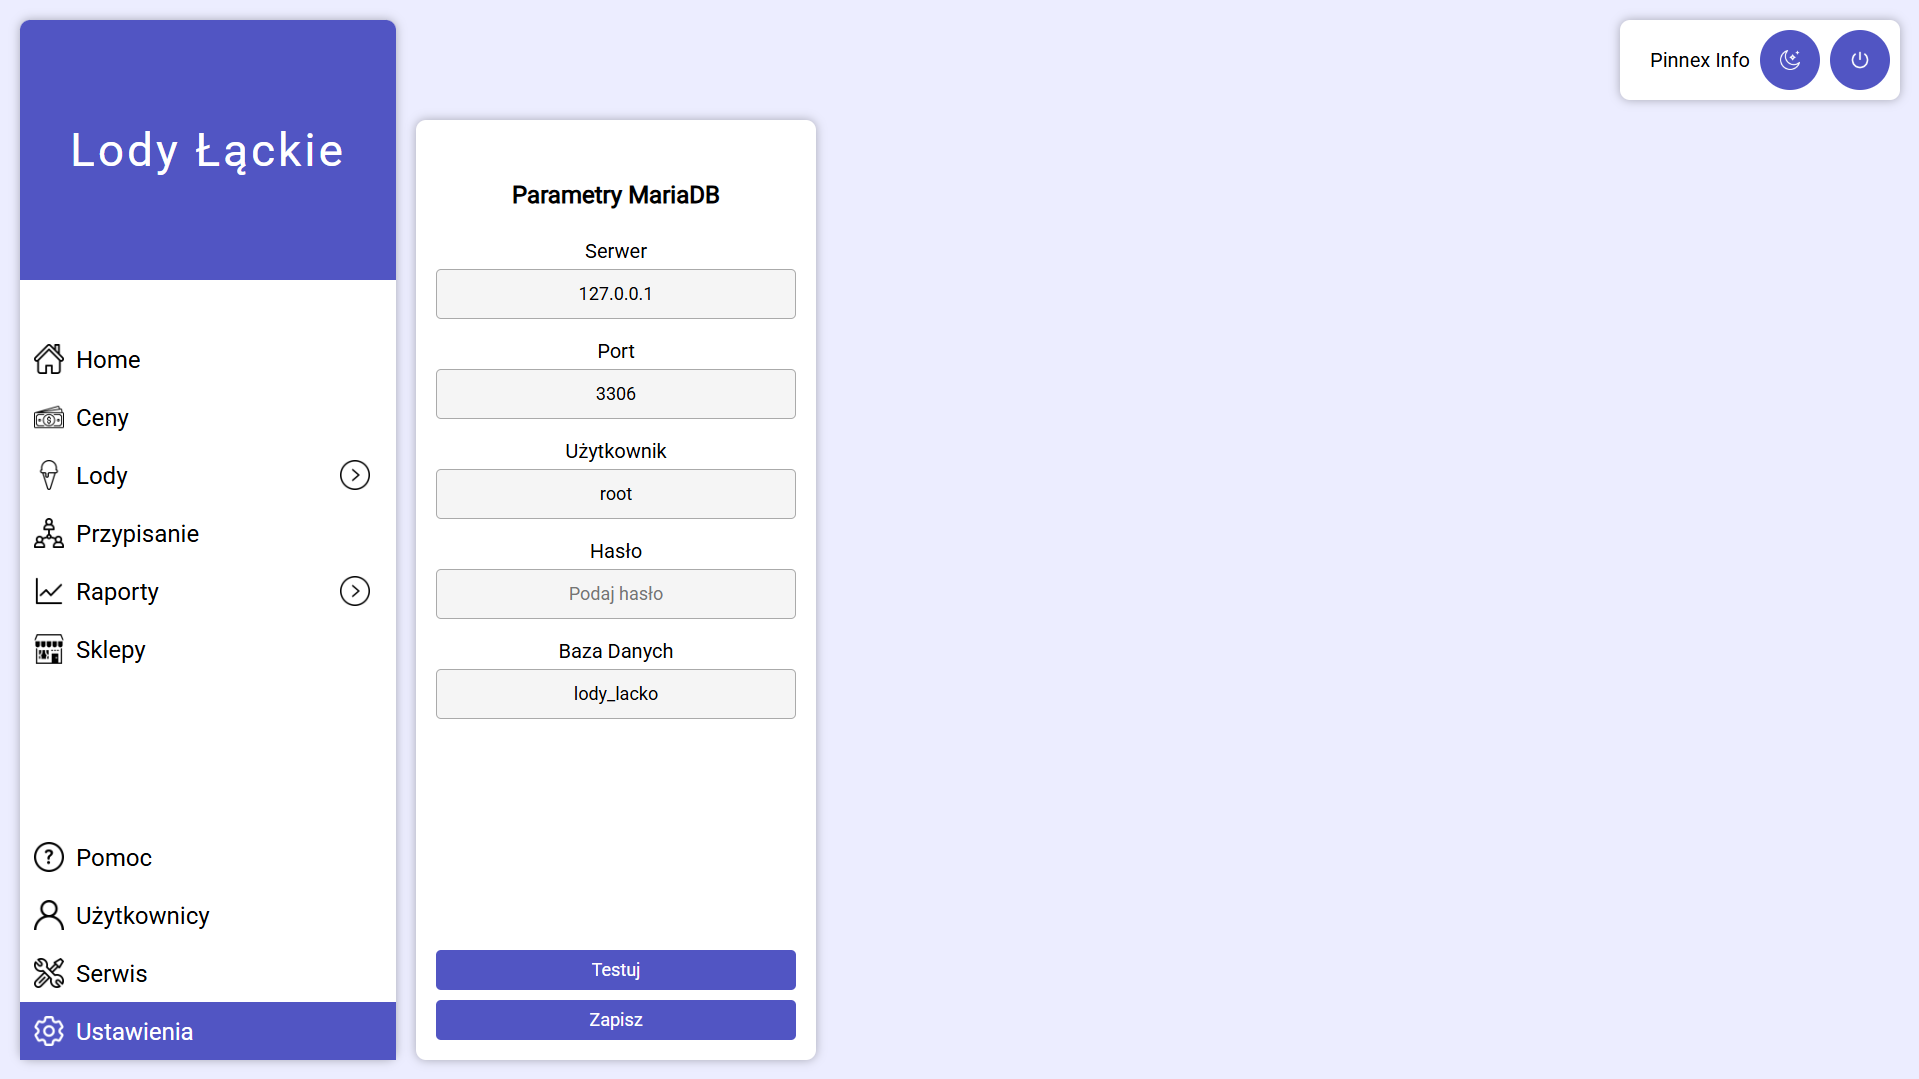 Lody Łąckie
Home
Ceny
Lody
Przypisanie
Raporty
Sklepy
Pomoc
Użytkownicy
Serwis
Ustawienia
Parametry MariaDB
Serwer
127.0.0.1
Port
3306
Użytkownik
root
Hasło
Podaj hasło
Baza Danych
lody_lacko
Testuj
Zapisz
Pinnex Info